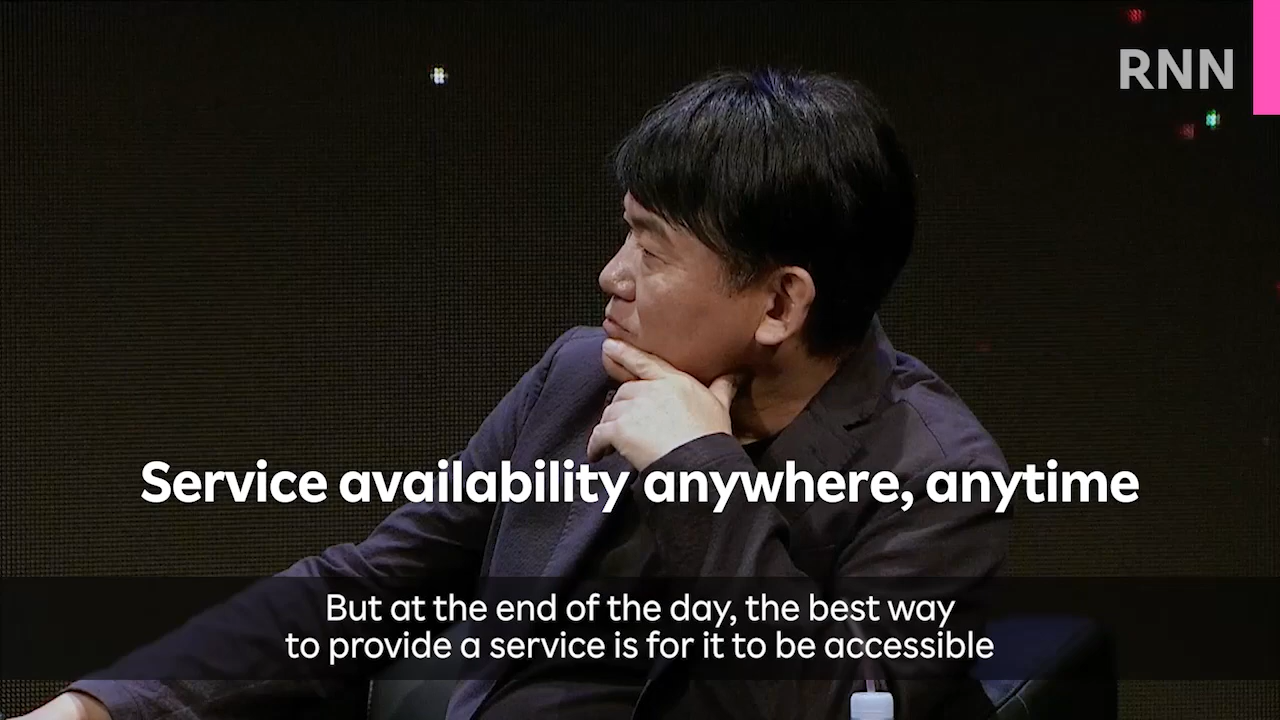 RNN
Service availability anywhere, anytime
But at the end of the day, the best way
to provide a service is for it to be accessible